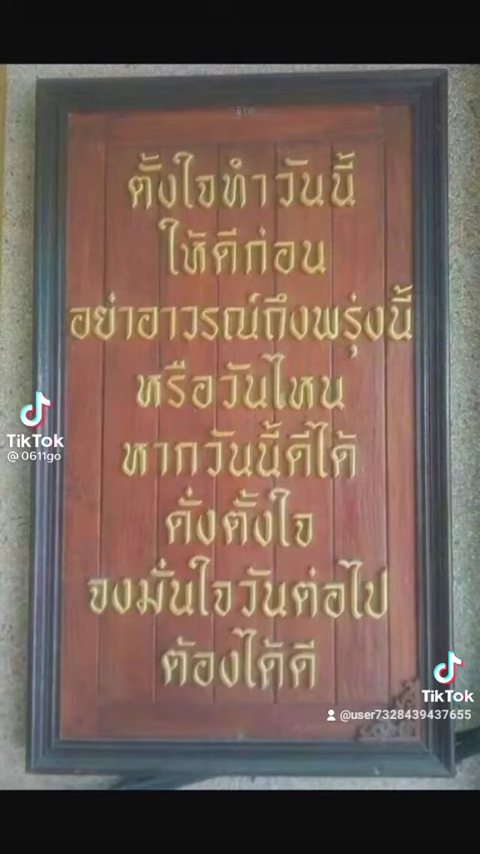 ตั้งใจทำวันนี้
ให้ดีก่อน
อย่าอาวรณ์ถึงพรุ่งนี้
หรือวันไหน
หากวันนี้ดีได้
ดั่งตั้งใจ
จงมั่นใจวันต่อไป
ต้องได้ดี
TikTok
@0611go
TikTok
@user7328439437655